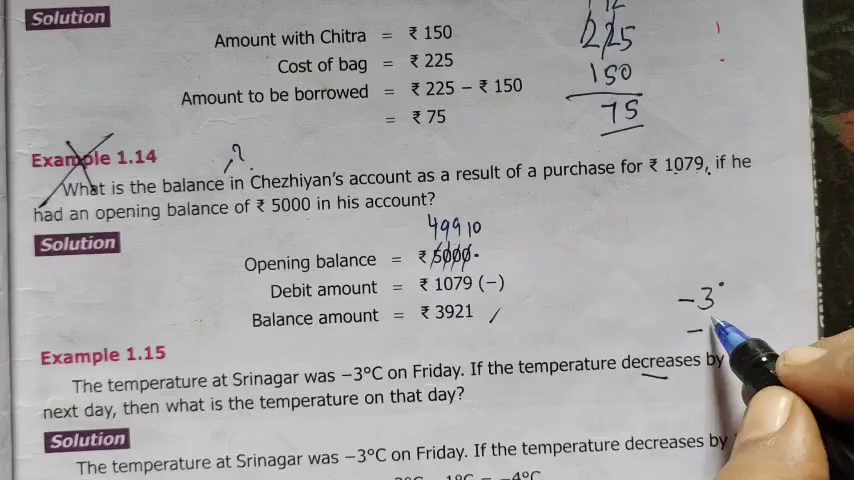 Solution
Amount with Chitra = ₹ 150
Cost of bag = ₹ 225
Amount to be borrowed = ₹ 225 − ₹ 150
= ₹ 75
12
225
150
75
Example 1.14
?
What is the balance in Chezhiyan's account as a result of a purchase for ₹ 1079, if he
had an opening balance of ₹ 5000 in his account?
Solution
49910
Opening balance = ₹ 5000
Debit amount = ₹ 1079 (−)
Balance amount = ₹ 3921
−3°
−
Example 1.15
The temperature at Srinagar was −3°C on Friday. If the temperature decreases by
next day, then what is the temperature on that day?
Solution
The temperature at Srinagar was −3°C on Friday. If the temperature decreases by
1°C = −4°C